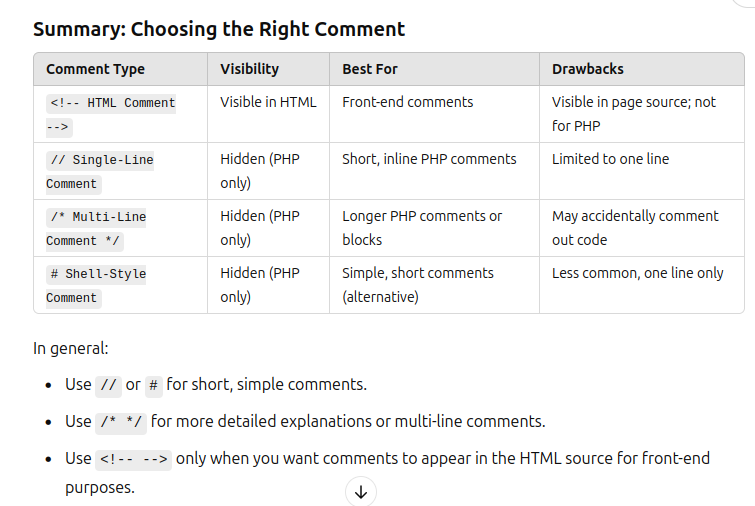 Summary: Choosing the Right Comment
Comment Type Visibility Best For Drawbacks
<!-- HTML Comment Visible in HTML Front-end comments Visible in page source; not
--> for PHP
// Single-Line Hidden (PHP Short, inline PHP comments Limited to one line
Comment only)
/* Multi-Line Hidden (PHP Longer PHP comments or May accidentally comment
Comment */ only) blocks out code
# Shell-Style Hidden (PHP Simple, short comments Less common, one line only
Comment only) (alternative)
In general:
• Use // or # for short, simple comments.
• Use /* */ for more detailed explanations or multi-line comments.
• Use <!-- --> only when you want comments to appear in the HTML source for front-end
purposes.